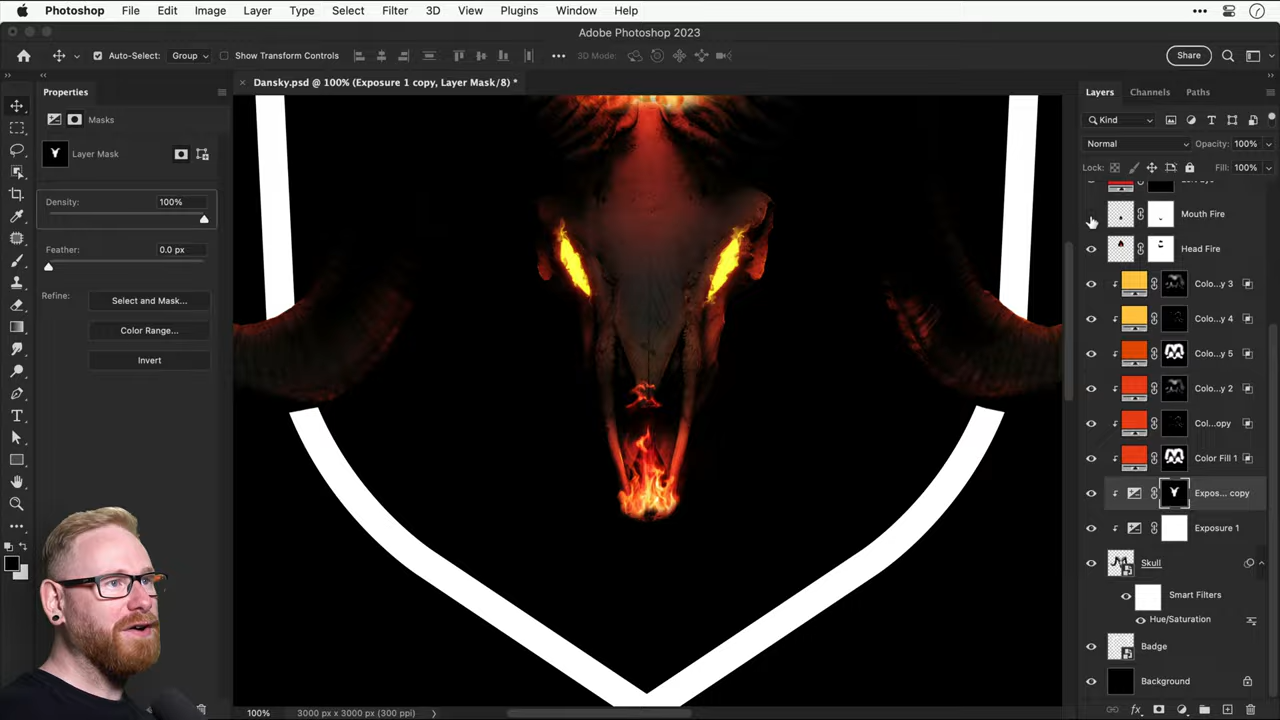 Photoshop File Edit Image Layer Type Select Filter 3D View Plugins Window Help
Adobe Photoshop 2023
Auto-Select: Group Show Transform Controls 3D Mode: Share
Properties
Dansky.psd @ 100% (Exposure 1 copy, Layer Mask/8) *
Layers Channels Paths
Masks
Kind
Layer Mask
Normal Opacity: 100%
Lock: Fill: 100%
Density: 100%
Mouth Fire
Feather: 0.0 px
Head Fire
Colo...y 3
Refine: Select and Mask...
Colo...y 4
Color Range...
Colo...y 5
Invert
Colo...y 2
Col...opy
Color Fill 1
Expos... copy
Exposure 1
Skull
Smart Filters
Hue/Saturation
Badge
Background
100% 3000 px x 3000 px (300 ppi)